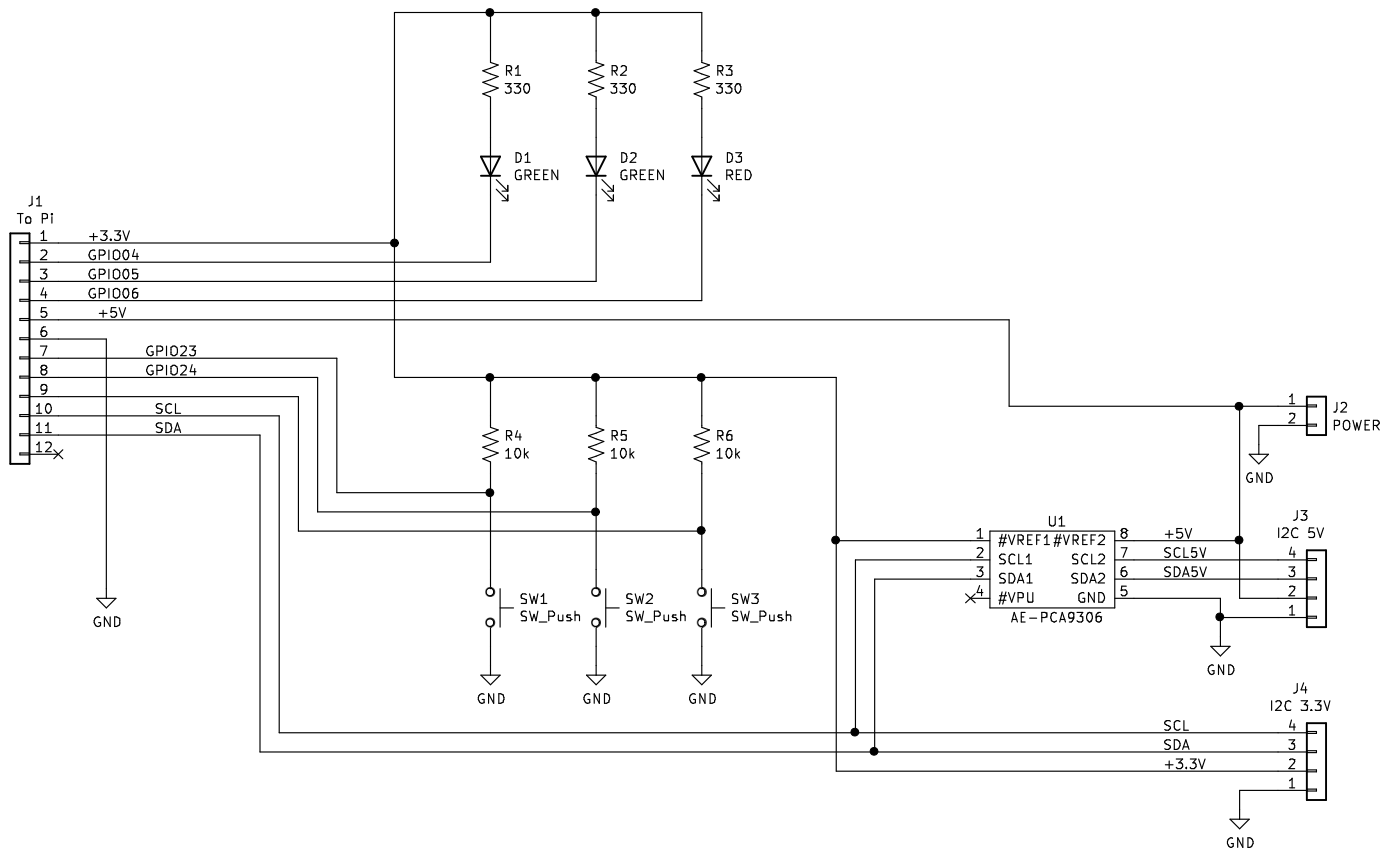 R1
330
R2
330
R3
330
D1
GREEN
D2
GREEN
D3
RED
J1
To Pi
1
+3.3V
2
GPIO04
3
GPIO05
4
GPIO06
5
+5V
6
7
GPIO23
8
GPIO24
9
10
SCL
11
SDA
12
R4
10k
R5
10k
R6
10k
1
2
J2
POWER
GND
U1
1
#VREF1
#VREF2
8
+5V
2
SCL1
SCL2
7
SCL5V
3
SDA1
SDA2
6
SDA5V
4
#VPU
GND
5
AE-PCA9306
J3
I2C 5V
4
3
2
1
GND
SW1
SW_Push
SW2
SW_Push
SW3
SW_Push
GND
GND
GND
GND
J4
I2C 3.3V
SCL
4
SDA
3
+3.3V
2
1
GND